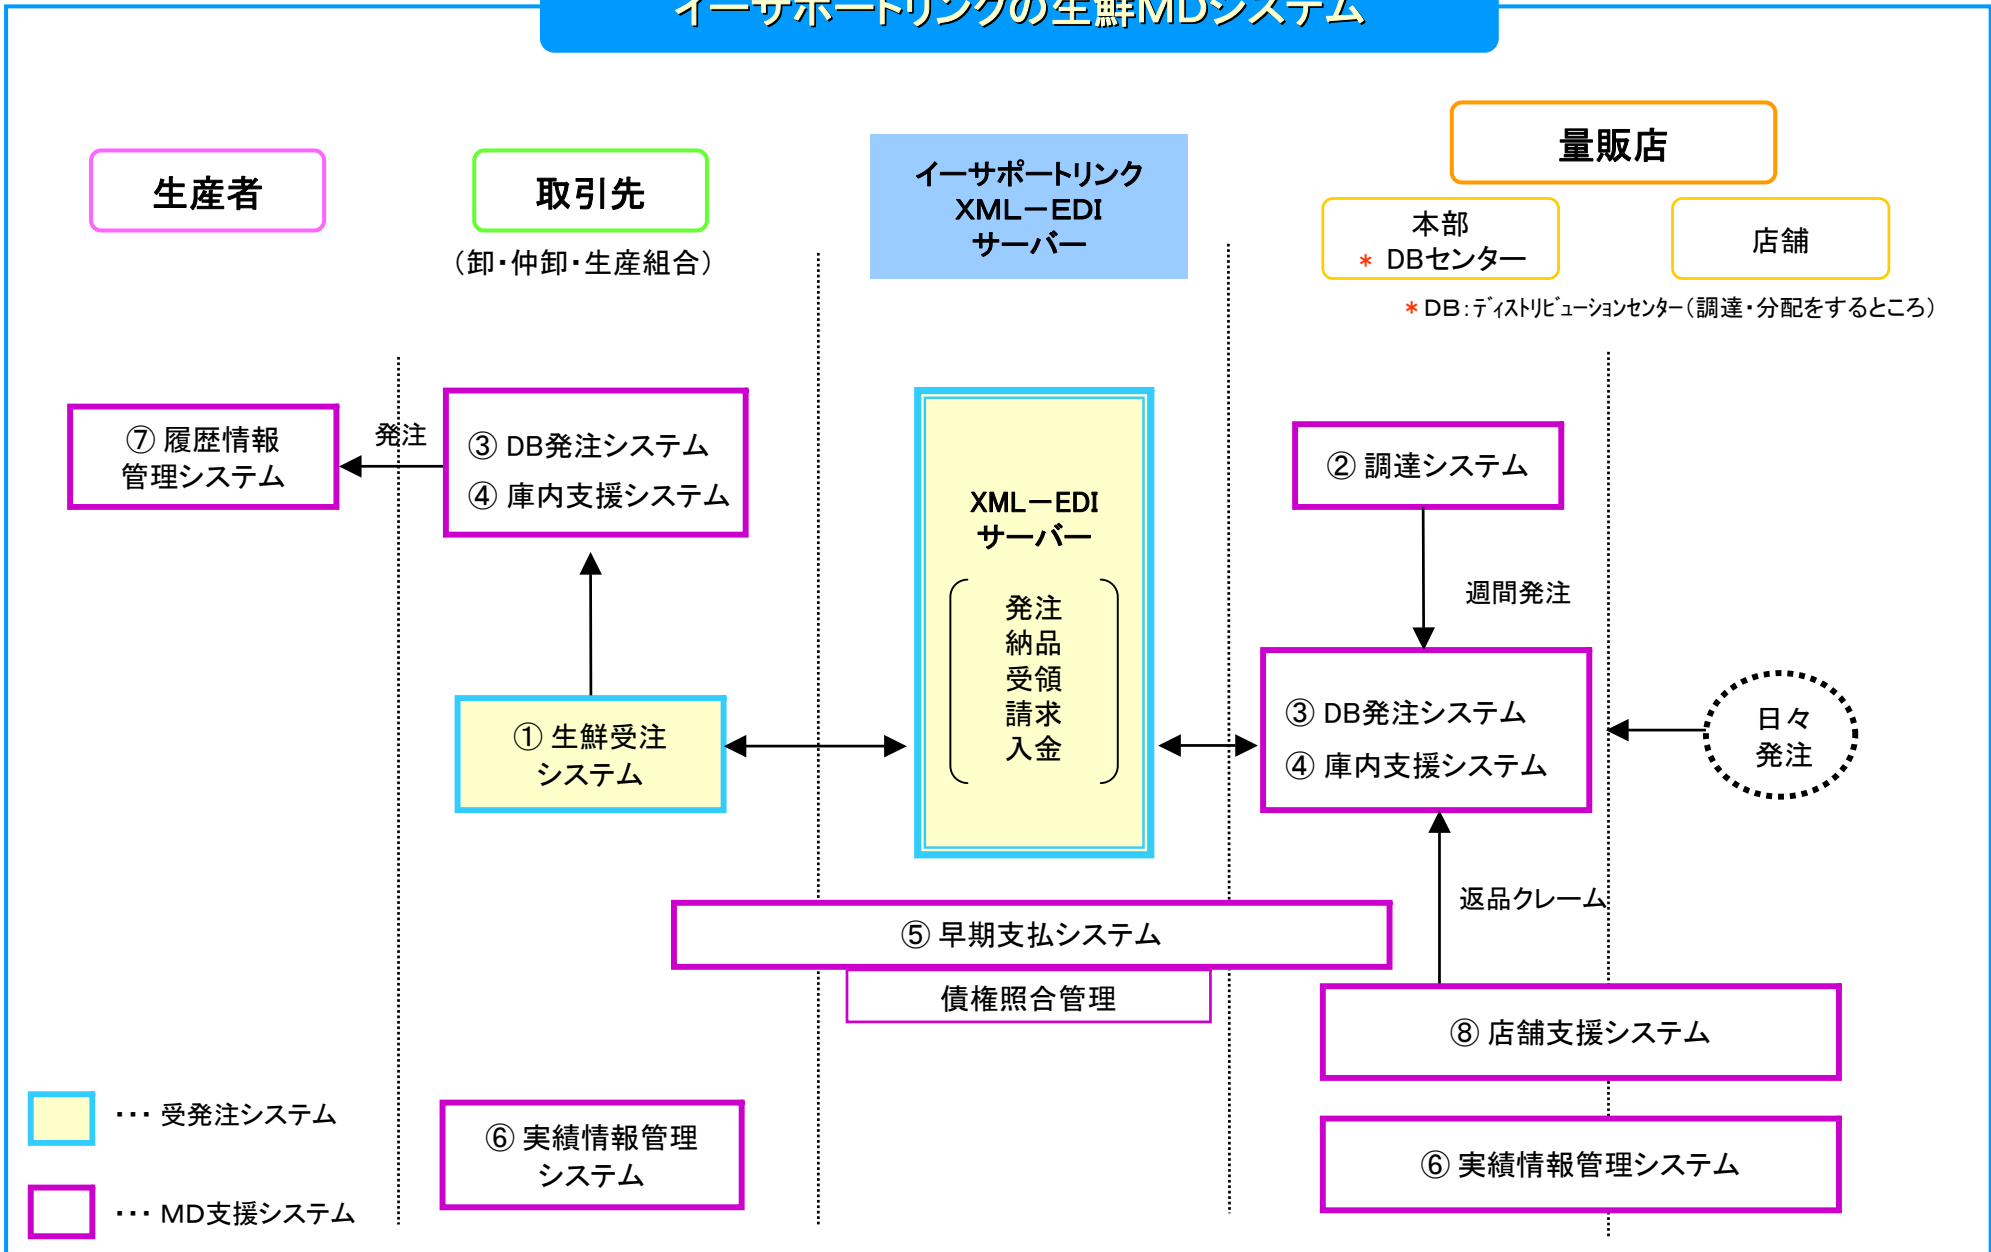 イーサポートリンクの生鮮MDシステム
生産者
取引先
（卸・仲卸・生産組合）
イーサポートリンク
XML－EDI
サーバー
量販店
本部
* DBセンター
店舗
*DB：ディストリビューションセンター（調達・分配をするところ）
⑦ 履歴情報
管理システム
発注
③ DB発注システム
④ 庫内支援システム
XML－EDI
サーバー
発注
納品
受領
請求
入金
② 調達システム
週間発注
① 生鮮受注
システム
③ DB発注システム
④ 庫内支援システム
日々
発注
返品クレーム
⑤ 早期支払システム
債権照合管理
⑧ 店舗支援システム
⑥ 実績情報管理
システム
⑥ 実績情報管理システム
・・・ 受発注システム
・・・ MD支援システム